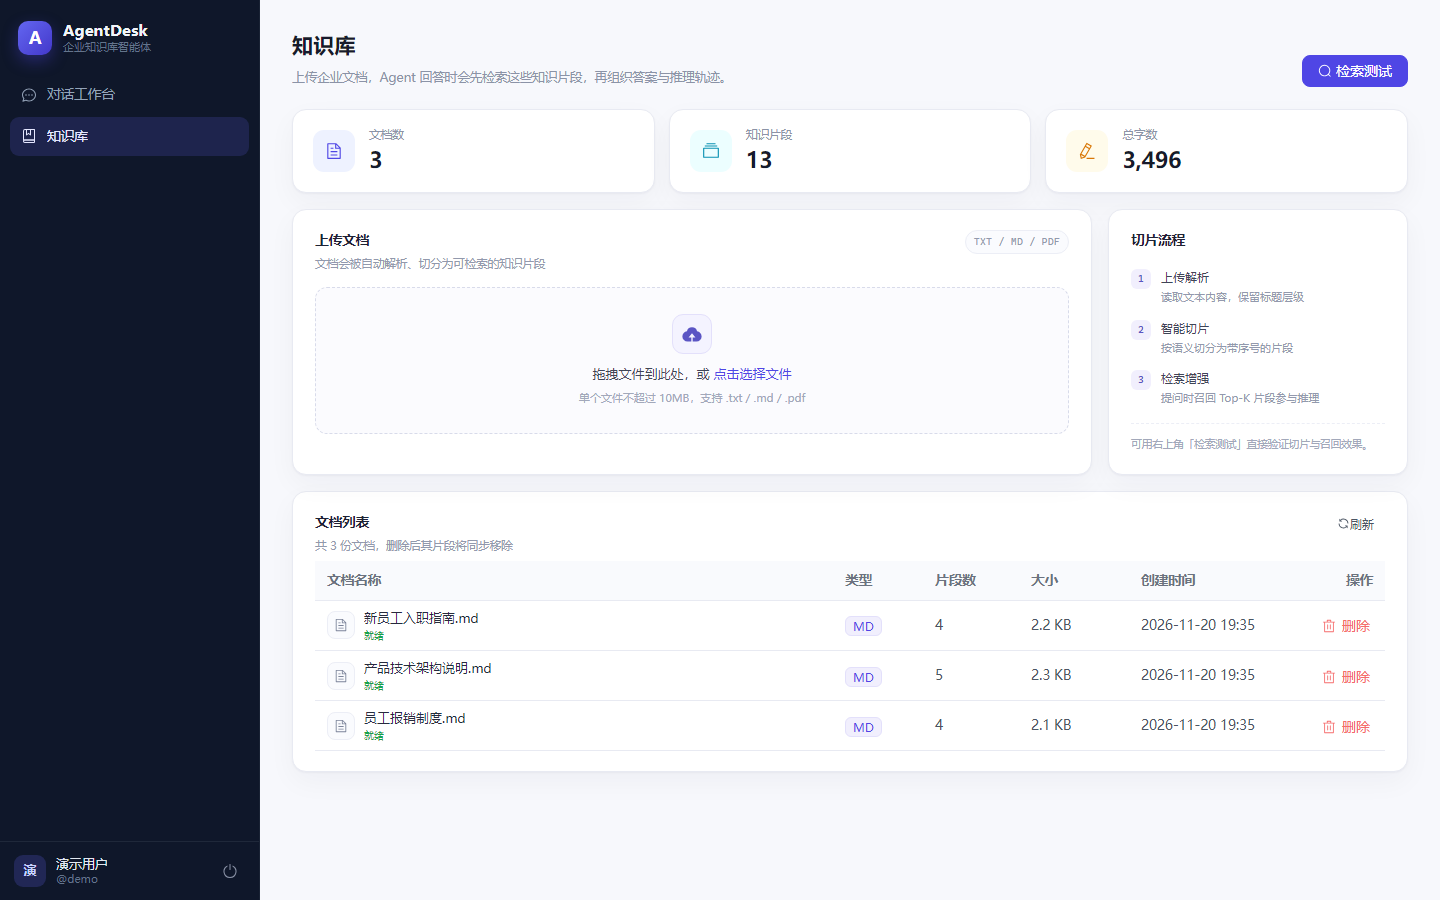 A
AgentDesk
企业知识库智能体
对话工作台
知识库
演
演示用户
@demo
知识库
上传企业文档，Agent 回答时会先检索这些知识片段，再组织答案与推理轨迹。
检索测试
文档数
3
知识片段
13
总字数
3,496
上传文档
TXT / MD / PDF
文档会被自动解析、切分为可检索的知识片段
拖拽文件到此处，或 点击选择文件
单个文件不超过 10MB，支持 .txt / .md / .pdf
切片流程
1
上传解析
读取文本内容，保留标题层级
2
智能切片
按语义切分为带序号的片段
3
检索增强
提问时召回 Top-K 片段参与推理
可用右上角「检索测试」直接验证切片与召回效果。
文档列表
刷新
共 3 份文档，删除后其片段将同步移除
文档名称 类型 片段数 大小 创建时间 操作
新员工入职指南.md
就绪
MD 4 2.2 KB 2026-11-20 19:35 删除
产品技术架构说明.md
就绪
MD 5 2.3 KB 2026-11-20 19:35 删除
员工报销制度.md
就绪
MD 4 2.1 KB 2026-11-20 19:35 删除